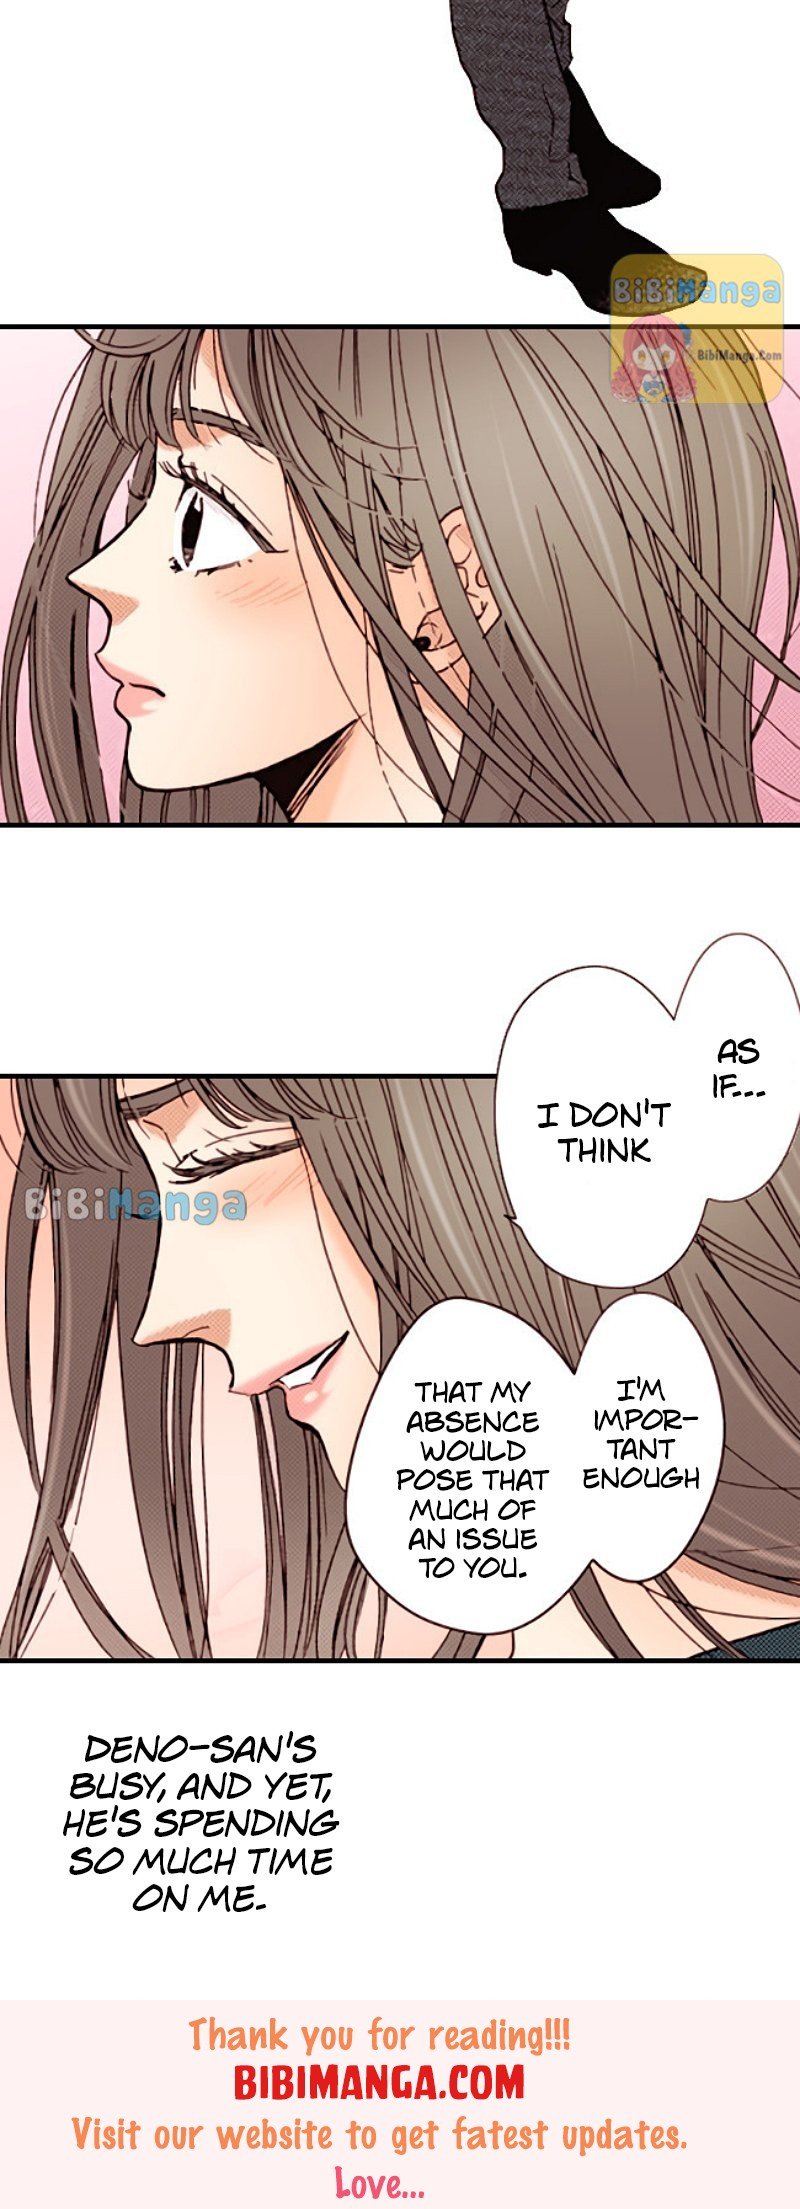 BiBiManga
BibiManga.Com
AS
IF...
I DON'T
THINK
I'M
IMPOR-
TANT
ENOUGH
THAT MY
ABSENCE
WOULD
POSE THAT
MUCH OF
AN ISSUE
TO YOU.
BiBiManga
DENO-SAN'S
BUSY, AND YET,
HE'S SPENDING
SO MUCH TIME
ON ME.
Thank you for reading!!!
BIBIMANGA.COM
Visit our website to get fatest updates.
Love...